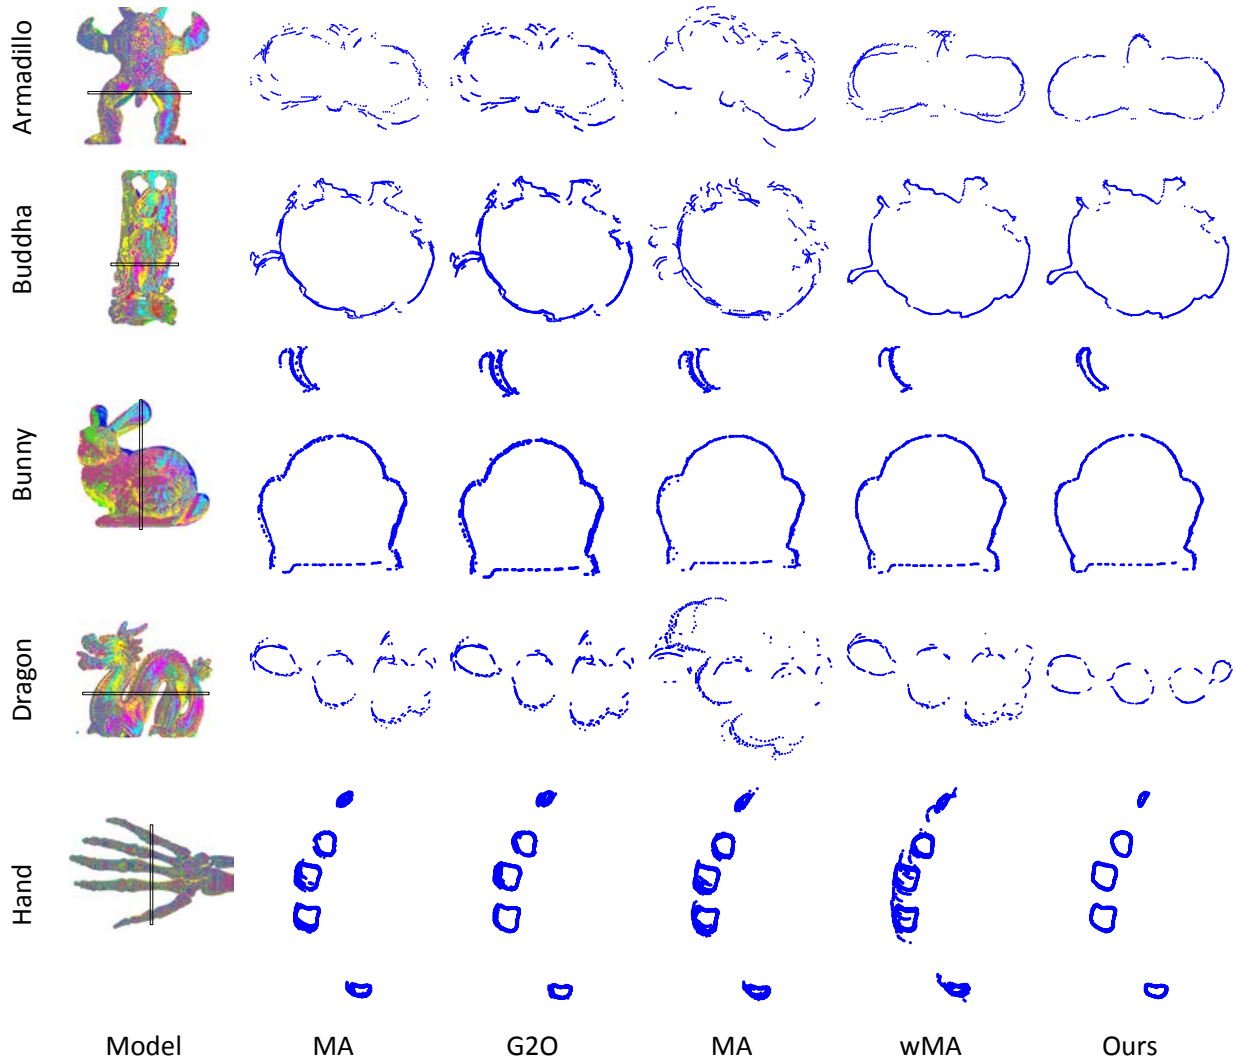 Armadillo
Buddha
Bunny
Dragon
Hand
Model MA G2O MA wMA Ours